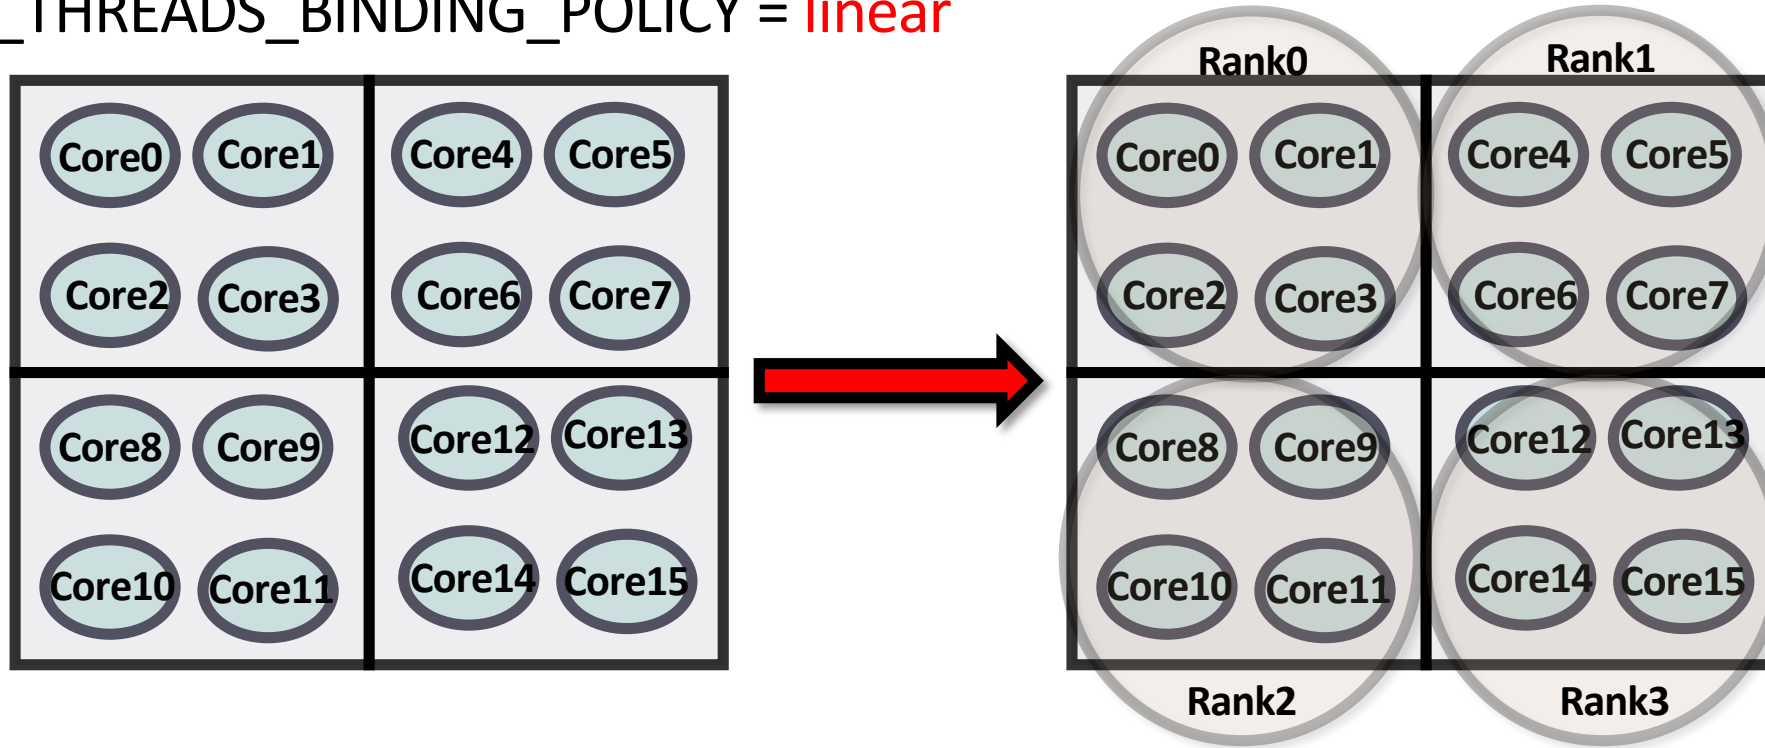 _THREADS_BINDING_POLICY = linear
Rank0 Rank1
Core0 Core1 Core4 Core5
Core2 Core3 Core6 Core7
Core8 Core9 Core12 Core13
Core10 Core11 Core14 Core15
Core0 Core1 Core4 Core5
Core2 Core3 Core6 Core7
Core8 Core9 Core12 Core13
Core10 Core11 Core14 Core15
Rank2 Rank3